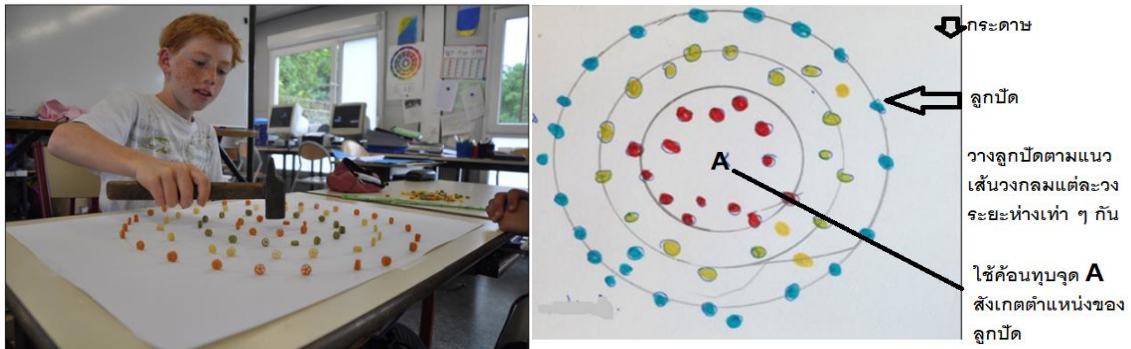 กระดาษ
ลูกปัด
วางลูกปัดตามแนว
เส้นวงกลมแต่ละวง
ระยะห่างเท่า ๆ กัน
A
ใช้ค้อนทุบจุด A
สังเกตตำแหน่งของ
ลูกปัด